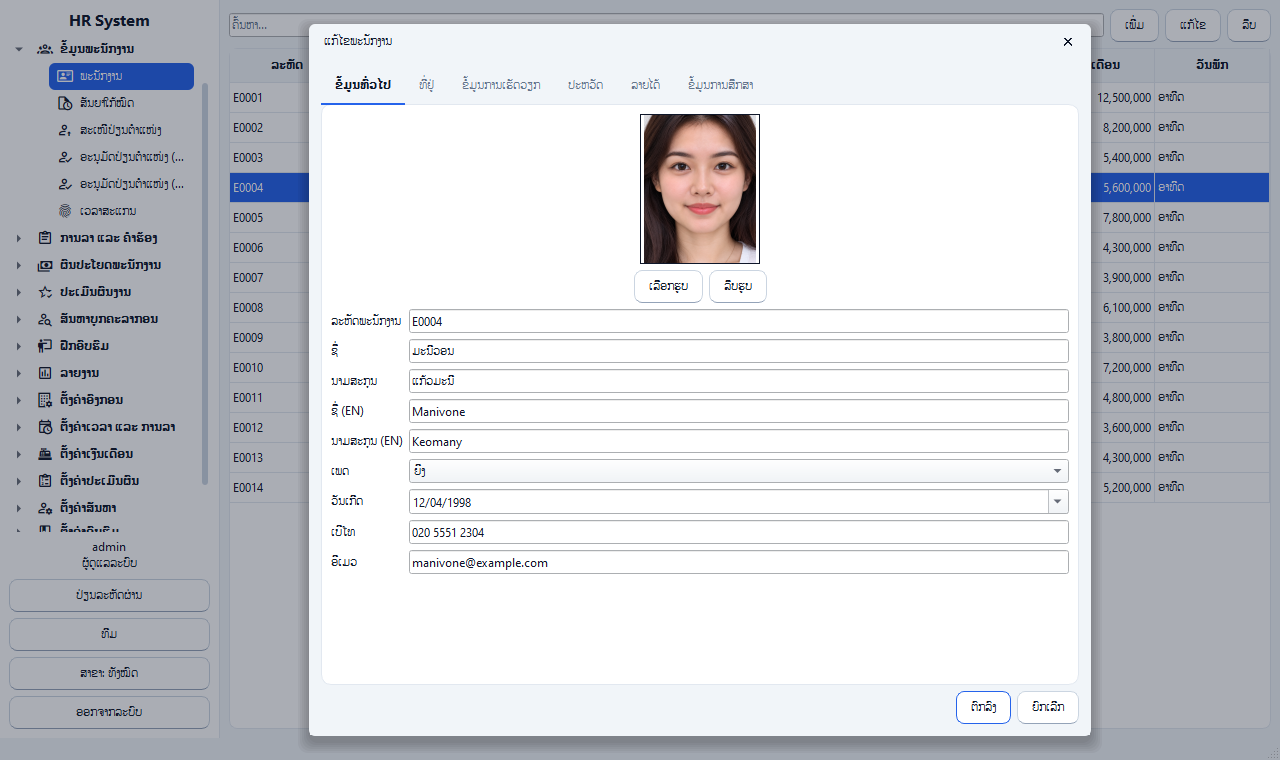 HR System
ຂໍ້ມູນພະນັກງານ
ພະນັກງານ
ສັນຍາໃກ້ໝົດ
ສະເໜີປ່ຽນຕຳແໜ່ງ
ອະນຸມັດປ່ຽນຕຳແໜ່ງ (...
ອະນຸມັດປ່ຽນຕຳແໜ່ງ (...
ເວລາສະແກນ
ການລາ ແລະ ຄຳຮ້ອງ
ຜົນປະໂຫຍດພະນັກງານ
ປະເມີນຜົນງານ
ສັນຫາບຸກຄະລາກອນ
ຝຶກອົບຮົມ
ລາຍງານ
ຕັ້ງຄ່າອົງກອນ
ຕັ້ງຄ່າເວລາ ແລະ ການລາ
ຕັ້ງຄ່າເງິນເດືອນ
ຕັ້ງຄ່າປະເມີນຜົນ
ຕັ້ງຄ່າສັນຫາ
admin
ຜູ້ດູແລລະບົບ
ປ່ຽນລະຫັດຜ່ານ
ທີມ
ສາຂາ: ທັງໝົດ
ອອກຈາກລະບົບ
ຄົ້ນຫາ...
ເພີ່ມ
ແກ້ໄຂ
ລຶບ
ລະຫັດ
ເດືອນ
ວັນພັກ
E0001
12,500,000 ອາທິດ
E0002
8,200,000 ອາທິດ
E0003
5,400,000 ອາທິດ
E0004
5,600,000 ອາທິດ
E0005
7,800,000 ອາທິດ
E0006
4,300,000 ອາທິດ
E0007
3,900,000 ອາທິດ
E0008
6,100,000 ອາທິດ
E0009
3,800,000 ອາທິດ
E0010
7,200,000 ອາທິດ
E0011
4,800,000 ອາທິດ
E0012
3,600,000 ອາທິດ
E0013
4,300,000 ອາທິດ
E0014
5,200,000 ອາທິດ
ແກ້ໄຂພະນັກງານ
ຂໍ້ມູນທົ່ວໄປ
ທີ່ຢູ່
ຂໍ້ມູນການເຮັດວຽກ
ປະຫວັດ
ລາຍໄດ້
ຂໍ້ມູນການສຶກສາ
ເລືອກຮູບ
ລຶບຮູບ
ລະຫັດພະນັກງານ E0004
ຊື່ ມະນີວອນ
ນາມສະກຸນ ແກ້ວມະນີ
ຊື່ (EN) Manivone
ນາມສະກຸນ (EN) Keomany
ເພດ ຍິງ
ວັນເກີດ 12/04/1998
ເບີໂທ 020 5551 2304
ອີເມວ manivone@example.com
ຕົກລົງ
ຍົກເລີກ